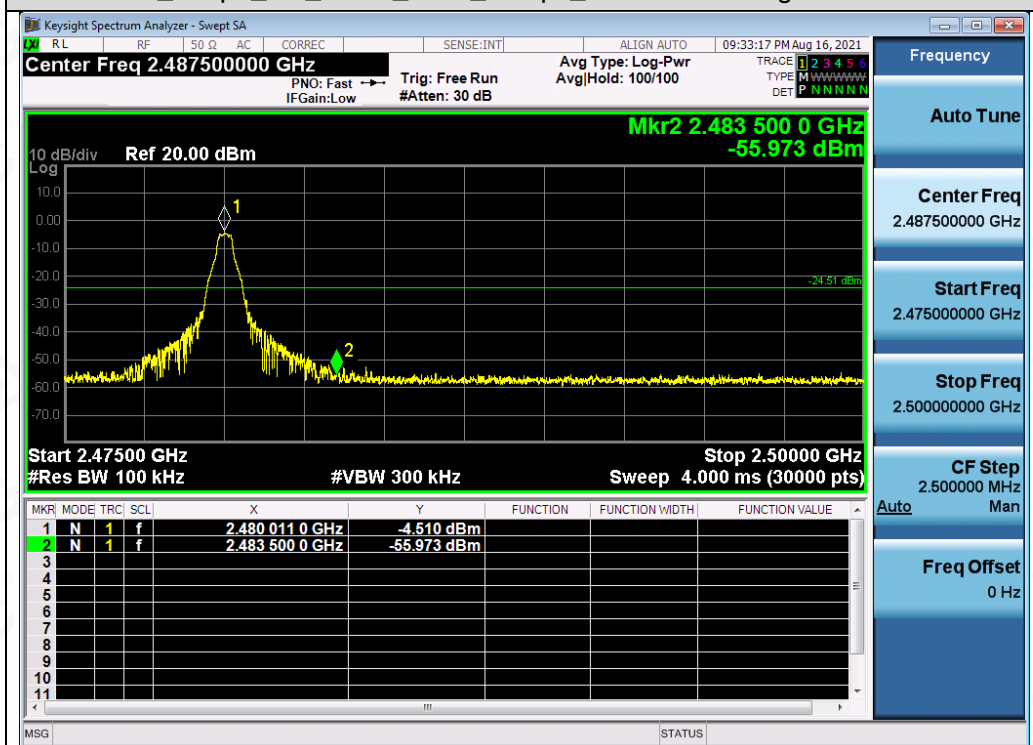 Keysight Spectrum Analyzer - Swept SA
LXI RL RF 50 Ω AC CORREC SENSE:INT ALIGN AUTO 09:33:17 PM Aug 16, 2021
Center Freq 2.487500000 GHz
PNO: Fast
IFGain:Low
Trig: Free Run
#Atten: 30 dB
Avg Type: Log-Pwr
Avg|Hold: 100/100
TRACE 1 2 3 4 5 6
TYPE M WWWWW
DET P N N N N N
Mkr2 2.483 500 0 GHz
-55.973 dBm
10 dB/div Ref 20.00 dBm
Log
10.0
0.00
-10.0
-20.0
-30.0
-40.0
-50.0
-60.0
-70.0
1
2
-24.51 dBm
Start 2.47500 GHz Stop 2.50000 GHz
#Res BW 100 kHz #VBW 300 kHz Sweep 4.000 ms (30000 pts)
MKR MODE TRC SCL X Y FUNCTION FUNCTION WIDTH FUNCTION VALUE
1 N 1 f 2.480 011 0 GHz -4.510 dBm
2 N 1 f 2.483 500 0 GHz -55.973 dBm
3
4
5
6
7
8
9
10
11
MSG STATUS
Frequency
Auto Tune
Center Freq
2.487500000 GHz
Start Freq
2.475000000 GHz
Stop Freq
2.500000000 GHz
CF Step
2.500000 MHz
Auto Man
Freq Offset
0 Hz